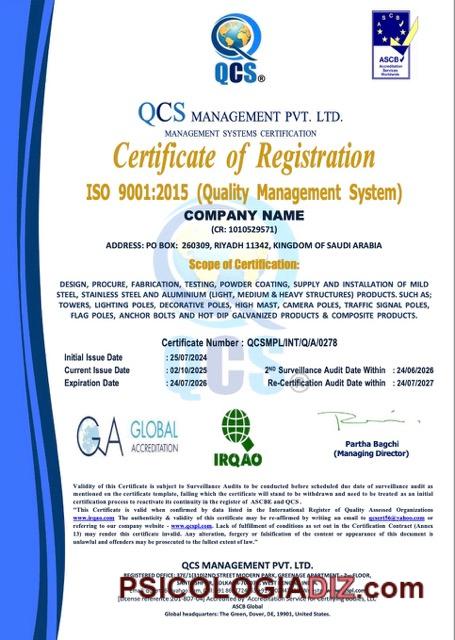 QCS®
ASCB
ASCB(E)
Accreditation
Services
Worldwide
QCS MANAGEMENT PVT. LTD.
MANAGEMENT SYSTEMS CERTIFICATION
Certificate of Registration
ISO 9001:2015 (Quality Management System)
COMPANY NAME
(CR: 1010529571)
ADDRESS: PO BOX: 260309, RIYADH 11342, KINGDOM OF SAUDI ARABIA
Scope of Certification:
DESIGN, PROCURE, FABRICATION, TESTING, POWDER COATING, SUPPLY AND INSTALLATION OF MILD
STEEL, STAINLESS STEEL AND ALUMINIUM (LIGHT, MEDIUM & HEAVY STRUCTURES) PRODUCTS. SUCH AS;
TOWERS, LIGHTING POLES, DECORATIVE POLES, HIGH MAST, CAMERA POLES, TRAFFIC SIGNAL POLES,
FLAG POLES, ANCHOR BOLTS AND HOT DIP GALVANIZED PRODUCTS & COMPOSITE PRODUCTS.
QCS®
Certificate Number : QCSMPL/INT/Q/A/0278
Initial Issue Date : 25/07/2024
Current Issue Date : 02/10/2025 2ND Surveillance Audit Date Within : 24/06/2026
Expiration Date : 24/07/2026 Re-Certification Audit Date within : 24/07/2027
GA GLOBAL
ACCREDITATION
IRQAO
Partha Bagchi
(Managing Director)
Validity of this Certificate is subject to Surveillance Audits to be conducted before scheduled due date of surveillance audit as
mentioned on the certificate template, failing which the certificate will stand to be withdrawn and need to be treated as an initial
certification process to reactivate its continuity in the register of ASCBE and QCS .
"This Certificate is valid when confirmed by data listed in the International Register of Quality Assessed Organizations
www.irqao.com The authenticity & validity of this certificate may be re-affirmed by writing an email to qcsert56@yahoo.com or
referring to our company website - www.qcspl.com. Lack of fulfilment of conditions as set out in the Certification Contract (Annex
13) may render this certificate invalid. Any alteration, forgery or falsification of the content or appearance of this document is
unlawful and offenders may be prosecuted to the fullest extent of law."
QCS MANAGEMENT PVT. LTD.
REGISTERED OFFICE: STREET MODERN PARK, GREENAGE APARTMENT - FLOOR,
PSICOLOGIADIZ.com
(License reference:201-807-04) Accredited by Accreditation Service for Certifying Bodies, LLC
ASCB Global
Global headquarters: The Green, Dover, DE, 19901, United States.